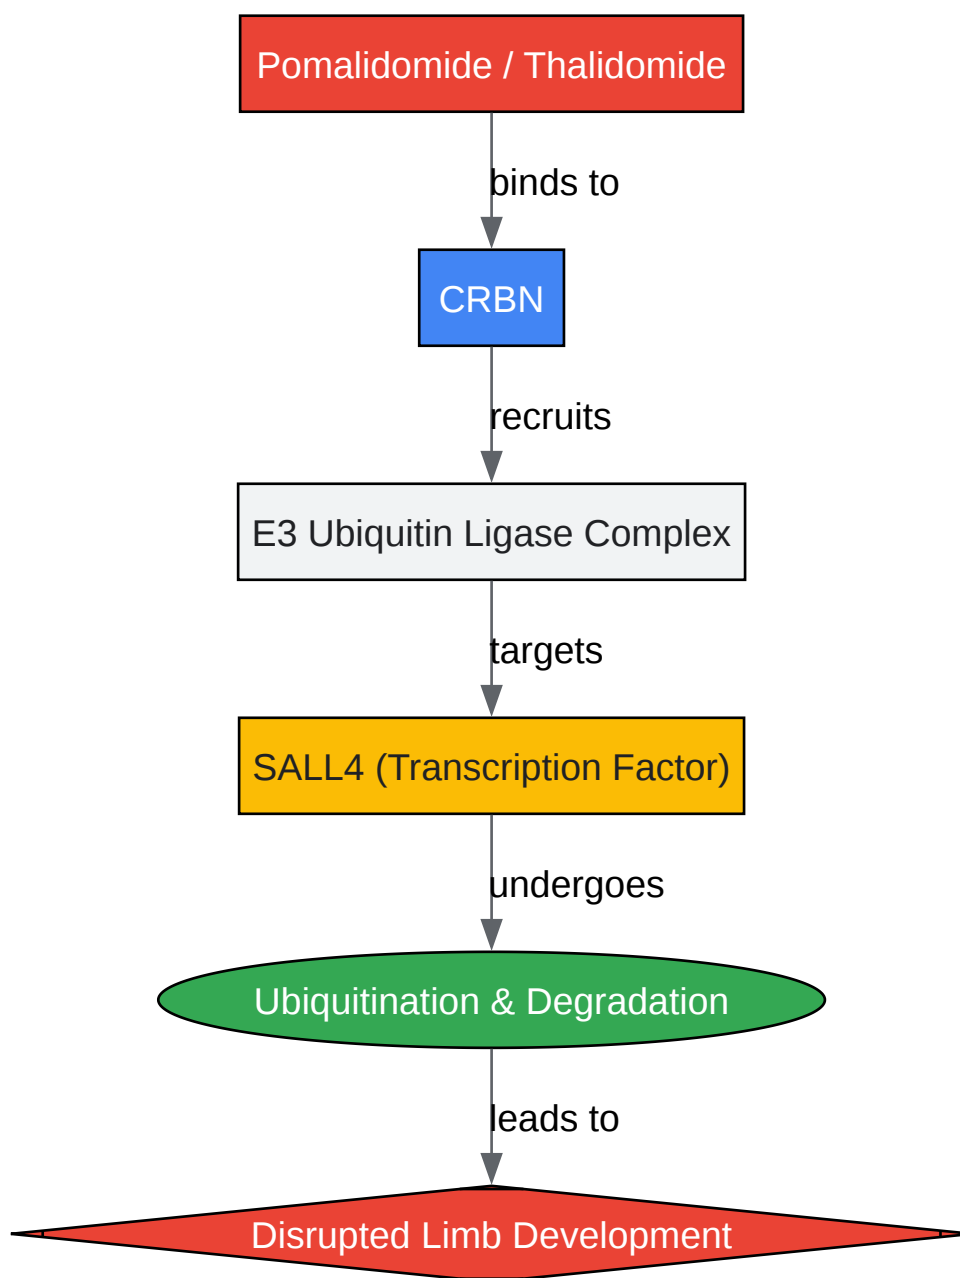 Pomalidomide / Thalidomide
binds to
CRBN
recruits
E3 Ubiquitin Ligase Complex
targets
SALL4 (Transcription Factor)
undergoes
Ubiquitination & Degradation
leads to
Disrupted Limb Development